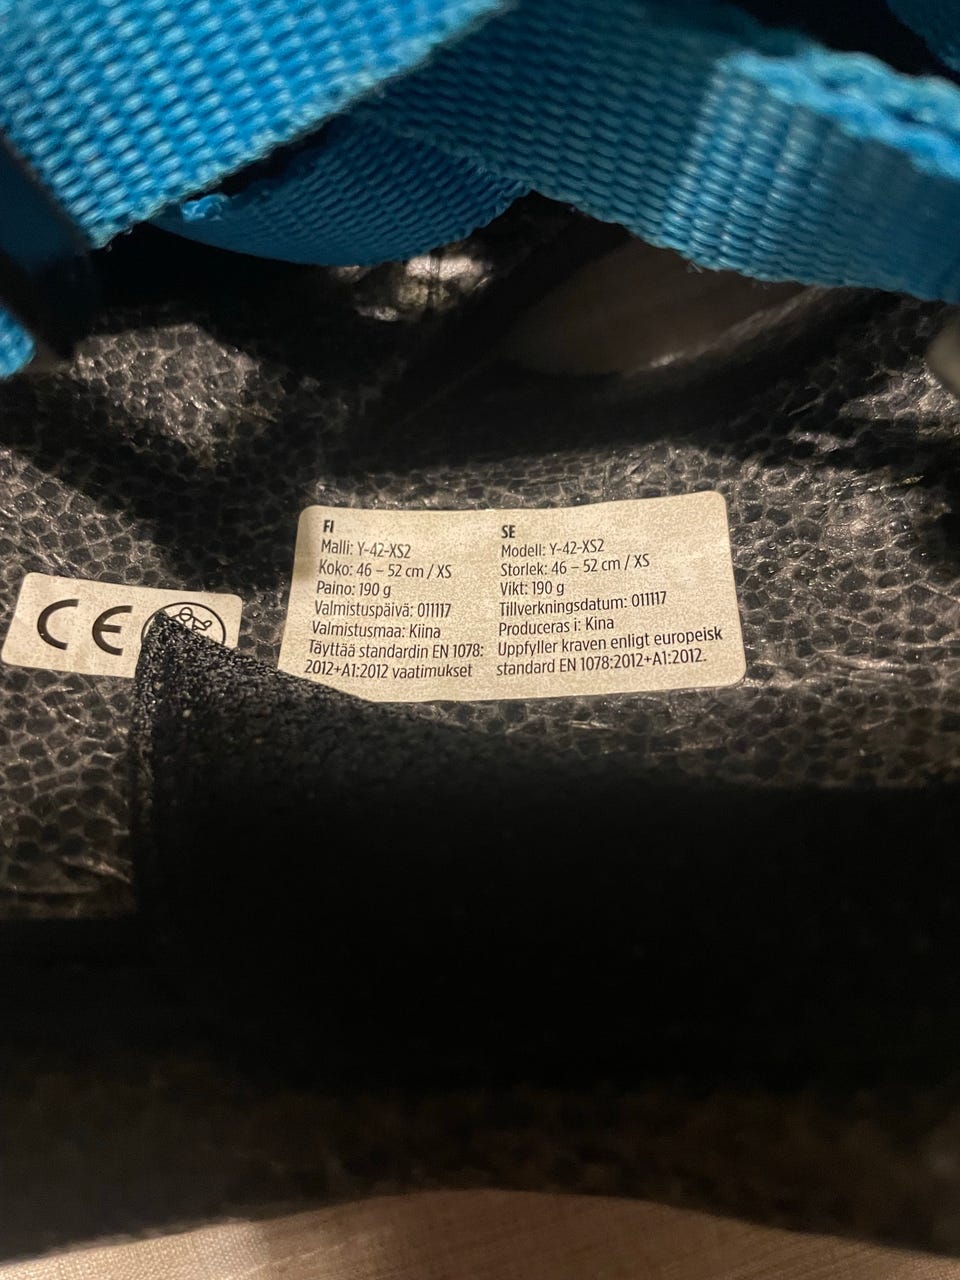 CE
FI
Malli: Y-42-XS2
Koko: 46 – 52 cm / XS
Paino: 190 g
Valmistuspäivä: 011117
Valmistusmaa: Kiina
Täyttää standardin EN 1078:
2012+A1:2012 vaatimukset
SE
Modell: Y-42-XS2
Storlek: 46 – 52 cm / XS
Vikt: 190 g
Tillverkningsdatum: 011117
Produceras i: Kina
Uppfyller kraven enligt europeisk
standard EN 1078:2012+A1:2012.